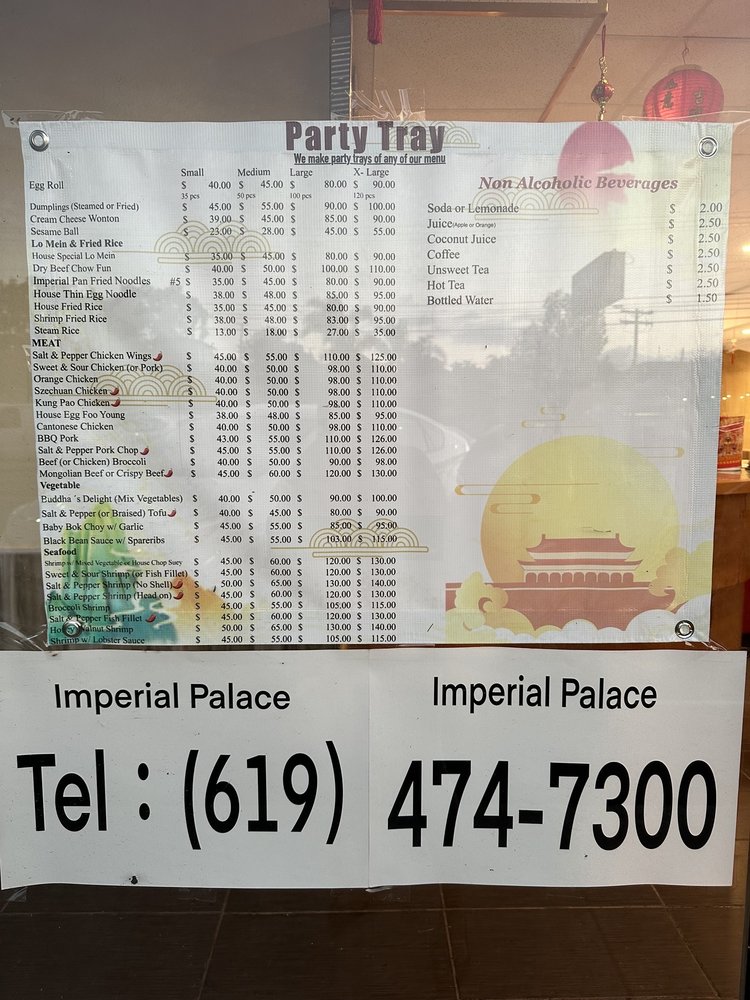 Party Tray
We make party trays of any of our menu
Small Medium Large X- Large
Egg Roll $ 40.00 $ 45.00 $ 80.00 $ 90.00
35 pcs 50 pcs 100 pcs 120 pcs
Dumplings (Steamed or Fried) $ 45.00 $ 55.00 $ 90.00 $ 100.00
Cream Cheese Wonton $ 39.00 $ 45.00 $ 85.00 $ 90.00
Sesame Ball $ 23.00 $ 28.00 $ 45.00 $ 55.00
Lo Mein & Fried Rice
House Special Lo Mein $ 35.00 $ 45.00 $ 80.00 $ 90.00
Dry Beef Chow Fun $ 40.00 $ 50.00 $ 100.00 $ 110.00
Imperial Pan Fried Noodles #5 $ 35.00 $ 45.00 $ 80.00 $ 90.00
House Thin Egg Noodle $ 38.00 $ 48.00 $ 85.00 $ 95.00
House Fried Rice $ 35.00 $ 45.00 $ 80.00 $ 90.00
Shrimp Fried Rice $ 38.00 $ 48.00 $ 83.00 $ 95.00
Steam Rice $ 13.00 $ 18.00 $ 27.00 $ 35.00
MEAT
Salt & Pepper Chicken Wings $ 45.00 $ 55.00 $ 110.00 $ 125.00
Sweet & Sour Chicken (or Pork) $ 40.00 $ 50.00 $ 98.00 $ 110.00
Orange Chicken $ 40.00 $ 50.00 $ 98.00 $ 110.00
Szechuan Chicken $ 40.00 $ 50.00 $ 98.00 $ 110.00
Kung Pao Chicken $ 40.00 $ 50.00 $ 98.00 $ 110.00
House Egg Foo Young $ 38.00 $ 48.00 $ 85.00 $ 95.00
Cantonese Chicken $ 40.00 $ 50.00 $ 98.00 $ 110.00
BBQ Pork $ 43.00 $ 55.00 $ 110.00 $ 126.00
Salt & Pepper Pork Chop $ 45.00 $ 55.00 $ 110.00 $ 126.00
Beef (or Chicken) Broccoli $ 40.00 $ 50.00 $ 90.00 $ 98.00
Mongolian Beef or Crispy Beef $ 45.00 $ 60.00 $ 120.00 $ 130.00
Vegetable
Buddha ´s Delight (Mix Vegetables) $ 40.00 $ 50.00 $ 90.00 $ 100.00
Salt & Pepper (or Braised) Tofu $ 40.00 $ 45.00 $ 80.00 $ 90.00
Baby Bok Choy w/ Garlic $ 45.00 $ 55.00 $ 85.00 $ 95.00
Black Bean Sauce w/ Spareribs $ 45.00 $ 55.00 $ 103.00 $ 115.00
Seafood
Shrimp w/ Mixed Vegetable or House Chop Suey $ 45.00 $ 60.00 $ 120.00 $ 130.00
Sweet & Sour Shrimp (or Fish Fillet) $ 45.00 $ 60.00 $ 120.00 $ 130.00
Salt & Pepper Shrimp (No Shell) $ 50.00 $ 65.00 $ 130.00 $ 140.00
Salt & Pepper Shrimp (Head on) $ 45.00 $ 60.00 $ 120.00 $ 130.00
Broccoli Shrimp $ 45.00 $ 55.00 $ 105.00 $ 115.00
Salt & Pepper Fish Fillet $ 45.00 $ 60.00 $ 120.00 $ 130.00
Walnut Shrimp $ 50.00 $ 65.00 $ 130.00 $ 140.00
Shrimp w/ Lobster Sauce $ 45.00 $ 55.00 $ 105.00 $ 115.00
Non Alcoholic Beverages
Soda or Lemonade $ 2.00
Juice (Apple or Orange) $ 2.50
Coconut Juice $ 2.50
Coffee $ 2.50
Unsweet Tea $ 2.50
Hot Tea $ 2.50
Bottled Water $ 1.50
Imperial Palace
Tel : (619)
Imperial Palace
474-7300